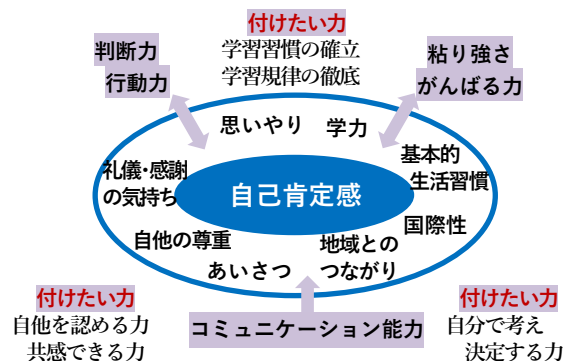 付けたい力
学習習慣の確立
学習規律の徹底
判断力
行動力
粘り強さ
がんばる力
思いやり
学力
礼儀・感謝
の気持ち
基本的
生活習慣
自己肯定感
自他の尊重
国際性
地域との
つながり
あいさつ
付けたい力
自他を認める力
共感できる力
コミュニケーション能力
付けたい力
自分で考え
決定する力